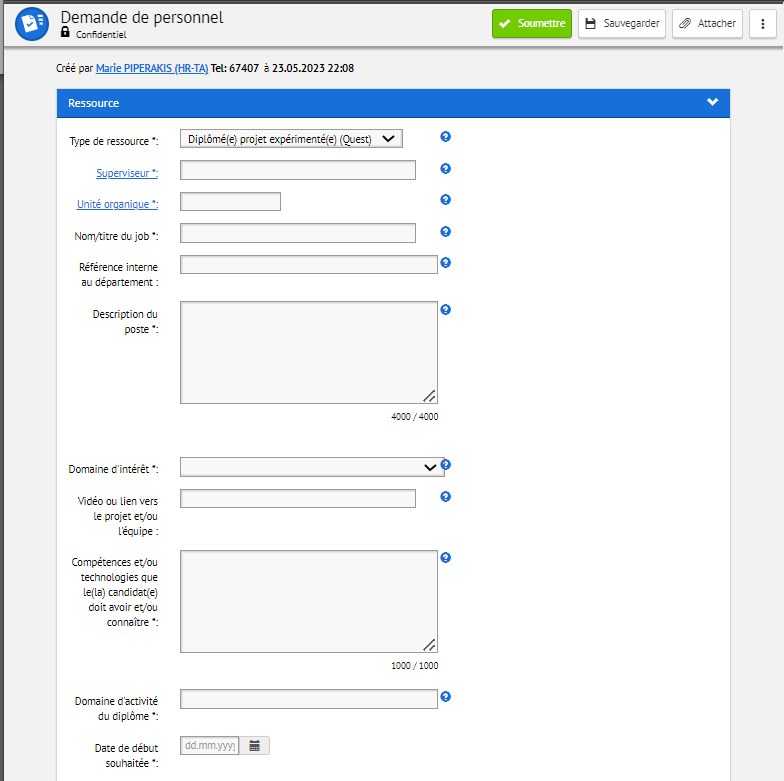 Demande de personnel
Confidentiel
Soumettre
Sauvegarder
Attacher
Créé par Marie PIPERAKIS (HR-TA) Tel: 67407 à 23.05.2023 22:08
Ressource
Type de ressource *:
Diplômé(e) projet expérimenté(e) (Quest)
Superviseur *:
Unité organique *:
Nom/titre du job *:
Référence interne
au département :
Description du
poste *:
4000 / 4000
Domaine d'intérêt *:
Vidéo ou lien vers
le projet et/ou
l'équipe :
Compétences et/ou
technologies que
le(la) candidat(e)
doit avoir et/ou
connaître *:
1000 / 1000
Domaine d'activité
du diplôme *:
Date de début
souhaitée *:
dd.mm.yyyy